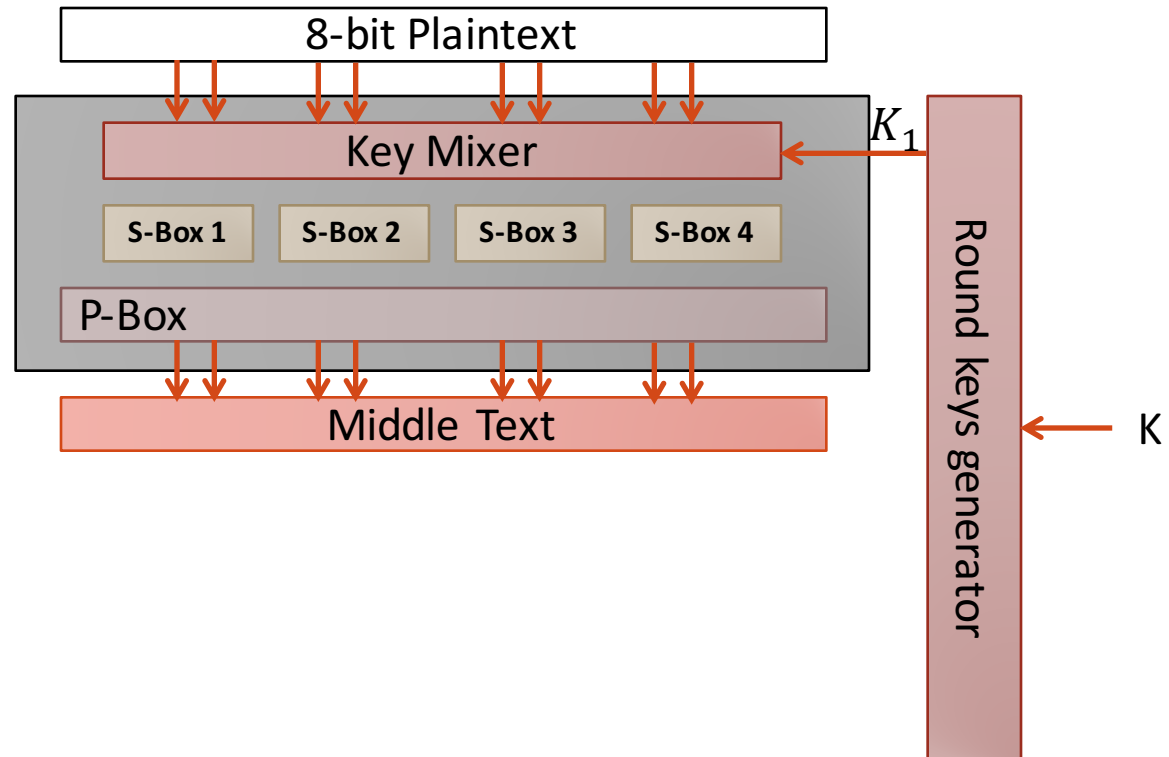 8-bit Plaintext
Key Mixer
K₁
S-Box 1
S-Box 2
S-Box 3
S-Box 4
P-Box
Middle Text
Round keys generator
K